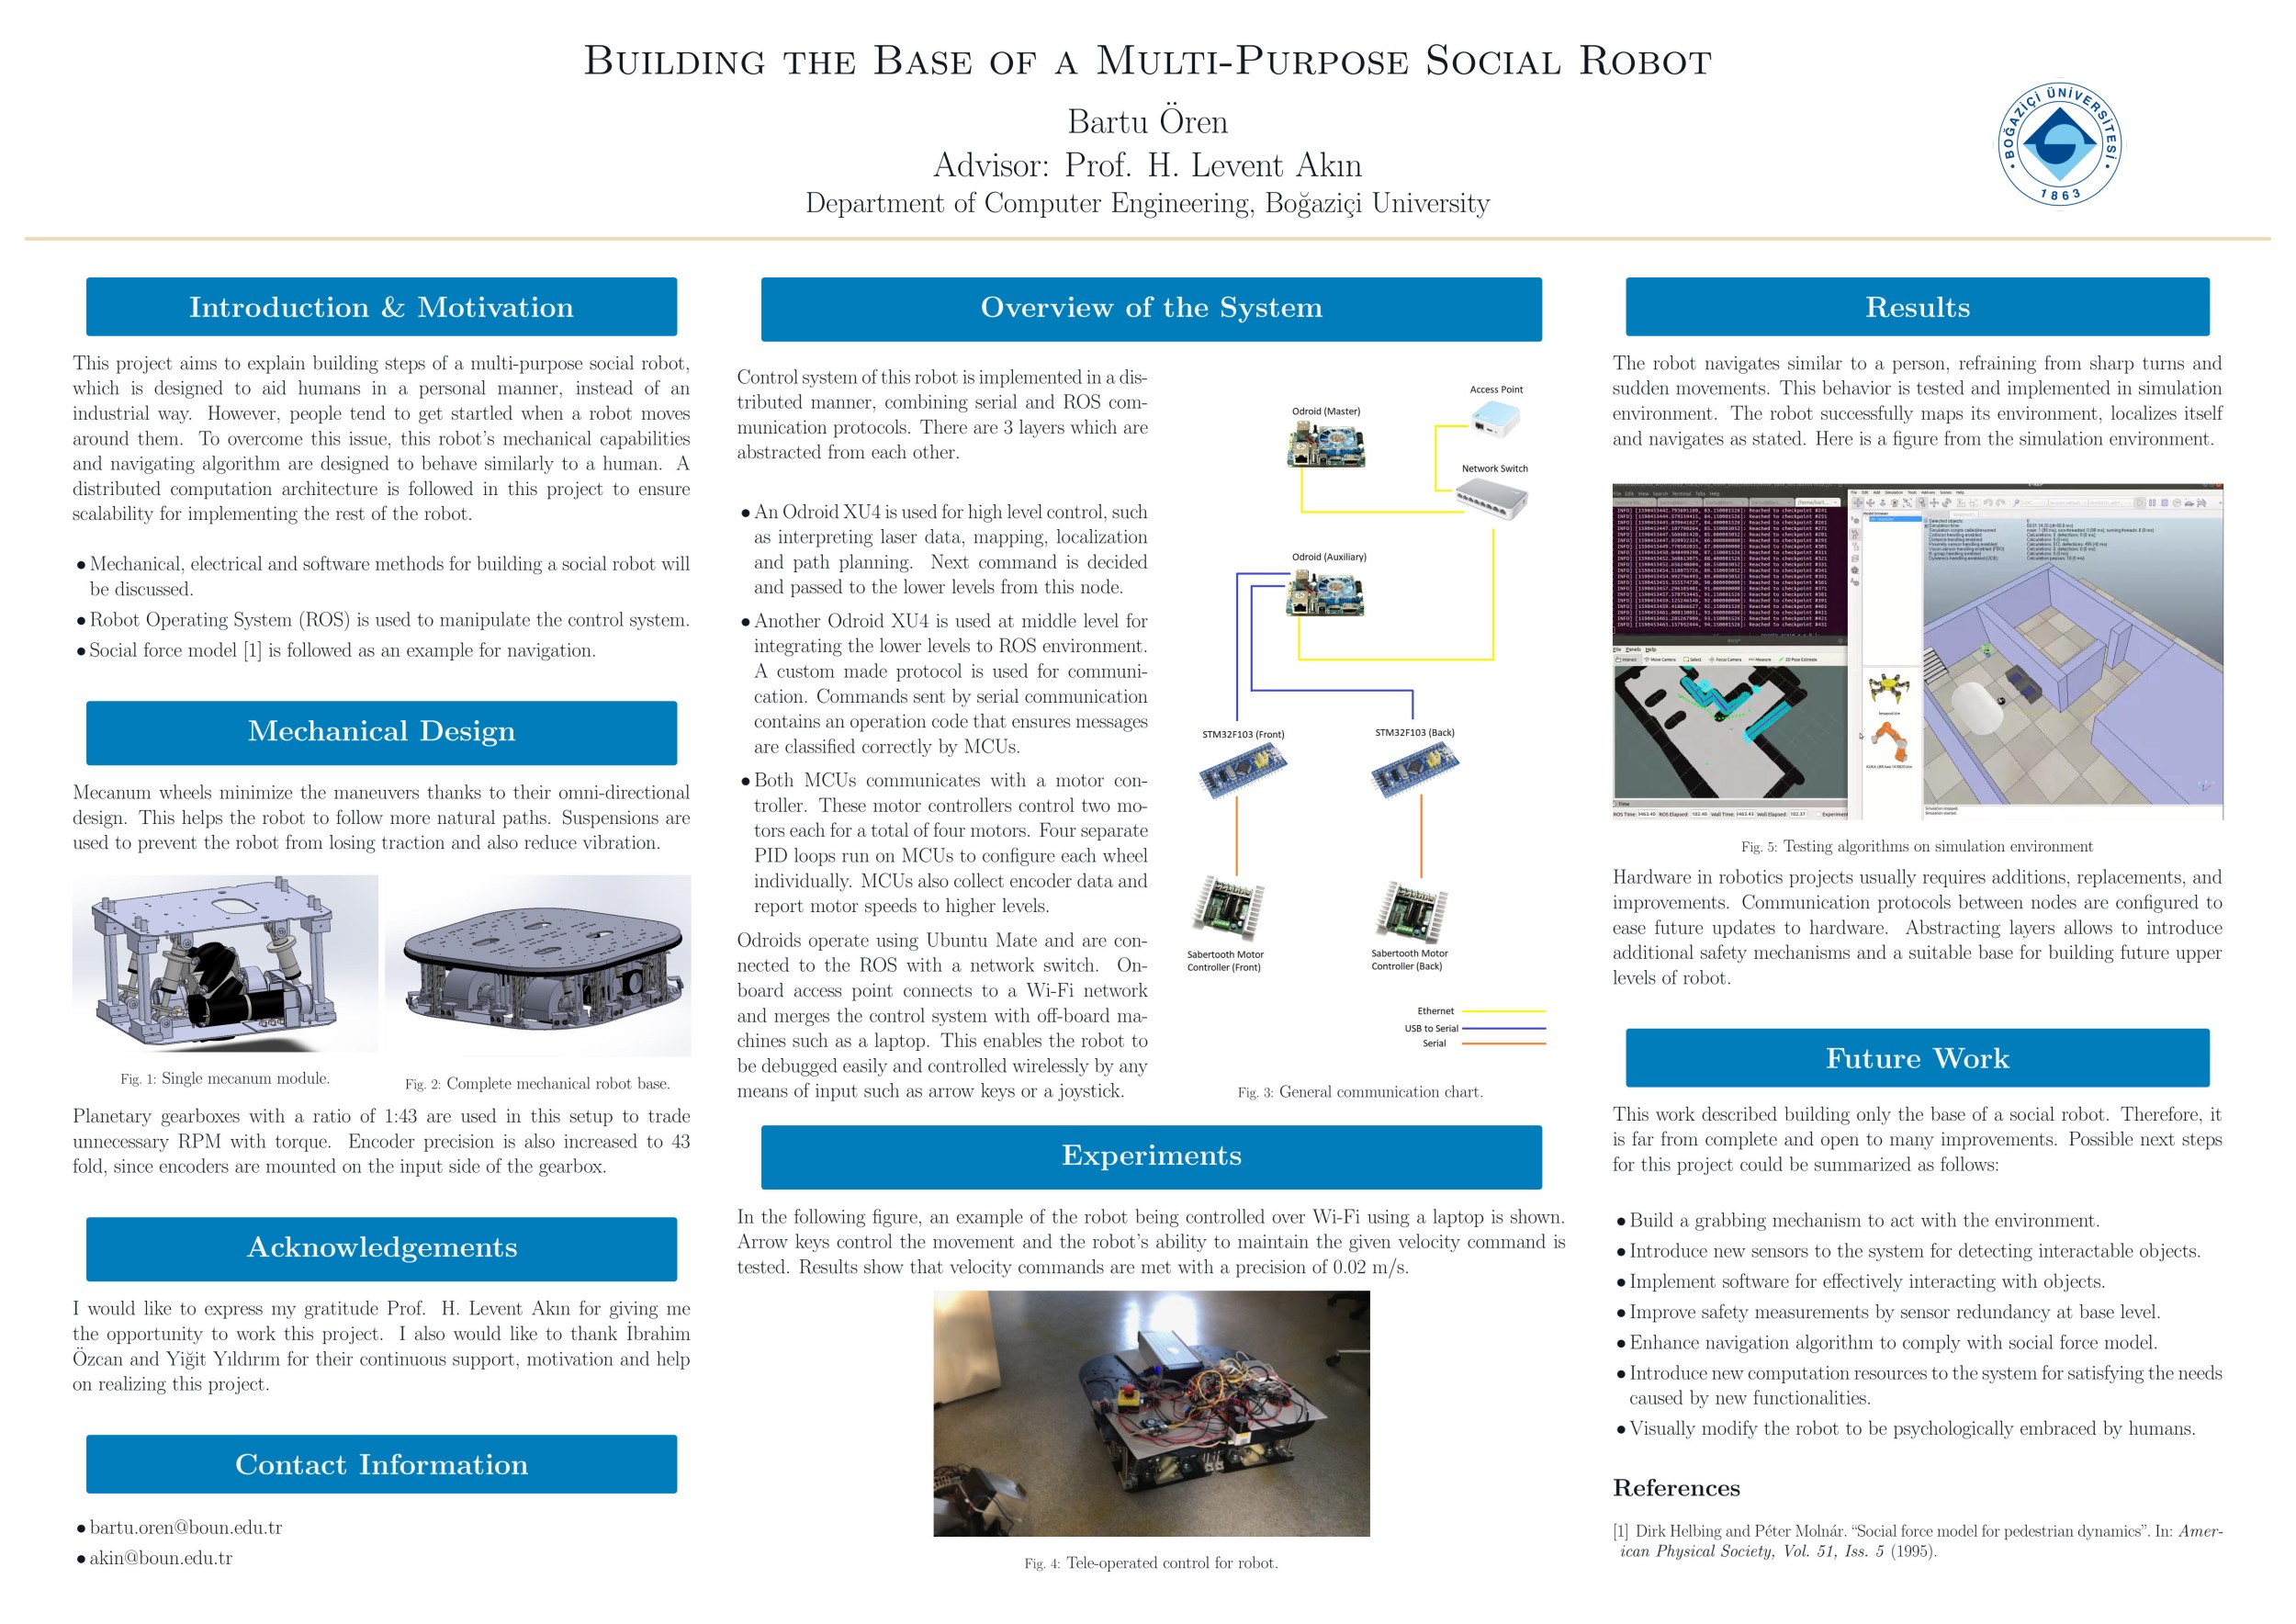 BUILDING THE BASE OF A MULTI-PURPOSE SOCIAL ROBOT
Bartu Ören
Advisor: Prof. H. Levent Akın
Department of Computer Engineering, Boğaziçi University
• BOĞAZİÇİ ÜNİVERSİTESİ •
1863
Introduction & Motivation
This project aims to explain building steps of a multi-purpose social robot,
which is designed to aid humans in a personal manner, instead of an
industrial way. However, people tend to get startled when a robot moves
around them. To overcome this issue, this robot's mechanical capabilities
and navigating algorithm are designed to behave similarly to a human. A
distributed computation architecture is followed in this project to ensure
scalability for implementing the rest of the robot.
• Mechanical, electrical and software methods for building a social robot will
be discussed.
• Robot Operating System (ROS) is used to manipulate the control system.
• Social force model [1] is followed as an example for navigation.
Mechanical Design
Mecanum wheels minimize the maneuvers thanks to their omni-directional
design. This helps the robot to follow more natural paths. Suspensions are
used to prevent the robot from losing traction and also reduce vibration.
Fig. 1: Single mecanum module.
Fig. 2: Complete mechanical robot base.
Planetary gearboxes with a ratio of 1:43 are used in this setup to trade
unnecessary RPM with torque. Encoder precision is also increased to 43
fold, since encoders are mounted on the input side of the gearbox.
Acknowledgements
I would like to express my gratitude Prof. H. Levent Akın for giving me
the opportunity to work this project. I also would like to thank İbrahim
Özcan and Yiğit Yıldırım for their continuous support, motivation and help
on realizing this project.
Contact Information
• bartu.oren@boun.edu.tr
• akin@boun.edu.tr
Overview of the System
Control system of this robot is implemented in a dis-
tributed manner, combining serial and ROS com-
munication protocols. There are 3 layers which are
abstracted from each other.
• An Odroid XU4 is used for high level control, such
as interpreting laser data, mapping, localization
and path planning. Next command is decided
and passed to the lower levels from this node.
• Another Odroid XU4 is used at middle level for
integrating the lower levels to ROS environment.
A custom made protocol is used for communi-
cation. Commands sent by serial communication
contains an operation code that ensures messages
are classified correctly by MCUs.
• Both MCUs communicates with a motor con-
troller. These motor controllers control two mo-
tors each for a total of four motors. Four separate
PID loops run on MCUs to configure each wheel
individually. MCUs also collect encoder data and
report motor speeds to higher levels.
Odroids operate using Ubuntu Mate and are con-
nected to the ROS with a network switch. On-
board access point connects to a Wi-Fi network
and merges the control system with off-board ma-
chines such as a laptop. This enables the robot to
be debugged easily and controlled wirelessly by any
means of input such as arrow keys or a joystick.
Access Point
Odroid (Master)
Network Switch
Odroid (Auxiliary)
STM32F103 (Front)
STM32F103 (Back)
Sabertooth Motor
Controller (Front)
Sabertooth Motor
Controller (Back)
Ethernet
USB to Serial
Serial
Fig. 3: General communication chart.
Experiments
In the following figure, an example of the robot being controlled over Wi-Fi using a laptop is shown.
Arrow keys control the movement and the robot's ability to maintain the given velocity command is
tested. Results show that velocity commands are met with a precision of 0.02 m/s.
Fig. 4: Tele-operated control for robot.
Results
The robot navigates similar to a person, refraining from sharp turns and
sudden movements. This behavior is tested and implemented in simulation
environment. The robot successfully maps its environment, localizes itself
and navigates as stated. Here is a figure from the simulation environment.
Fig. 5: Testing algorithms on simulation environment
Hardware in robotics projects usually requires additions, replacements, and
improvements. Communication protocols between nodes are configured to
ease future updates to hardware. Abstracting layers allows to introduce
additional safety mechanisms and a suitable base for building future upper
levels of robot.
Future Work
This work described building only the base of a social robot. Therefore, it
is far from complete and open to many improvements. Possible next steps
for this project could be summarized as follows:
• Build a grabbing mechanism to act with the environment.
• Introduce new sensors to the system for detecting interactable objects.
• Implement software for effectively interacting with objects.
• Improve safety measurements by sensor redundancy at base level.
• Enhance navigation algorithm to comply with social force model.
• Introduce new computation resources to the system for satisfying the needs
caused by new functionalities.
• Visually modify the robot to be psychologically embraced by humans.
References
[1] Dirk Helbing and Péter Molnár. “Social force model for pedestrian dynamics”. In: Amer-
ican Physical Society, Vol. 51, Iss. 5 (1995).